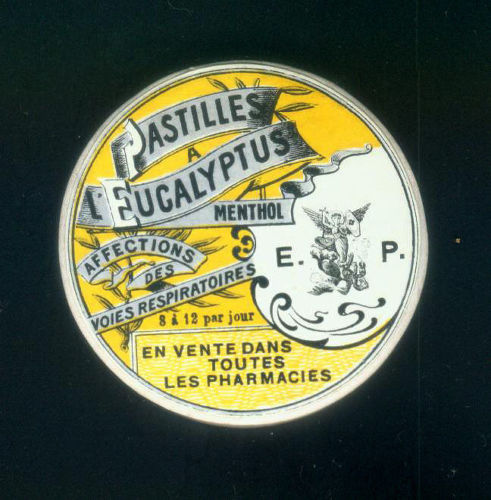 PASTILLES
A
L'EUCALYPTUS
MENTHOL
AFFECTIONS
DES
VOIES RESPIRATOIRES
8 à 12 par jour
E. P.
EN VENTE DANS
TOUTES
LES PHARMACIES